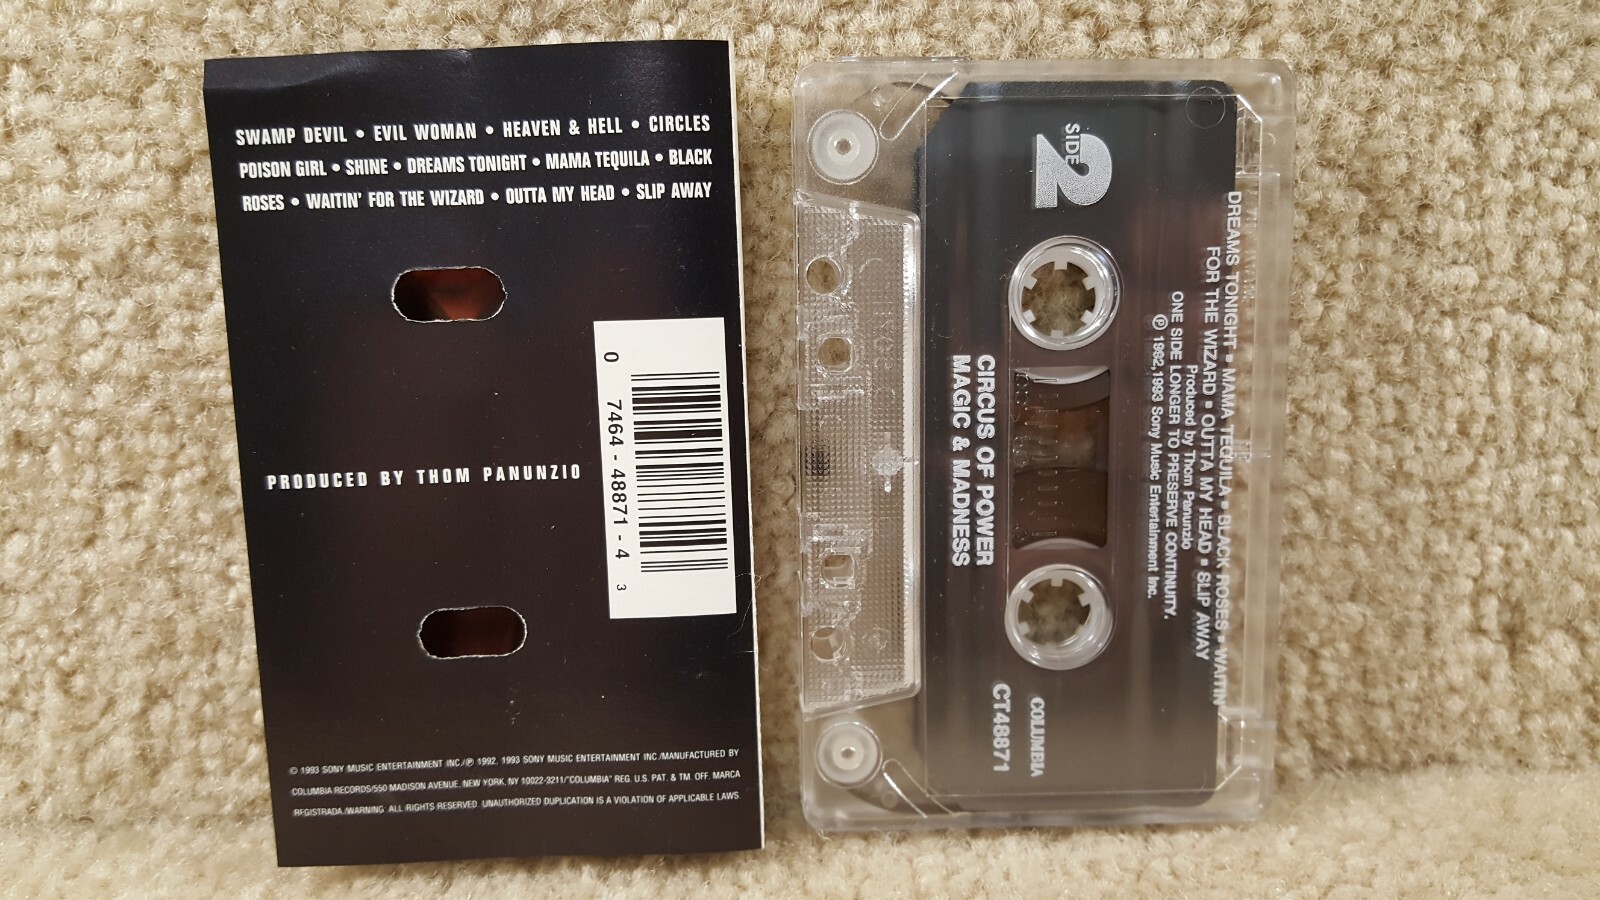 SWAMP DEVIL • EVIL WOMAN • HEAVEN & HELL • CIRCLES
POISON GIRL • SHINE • DREAMS TONIGHT • MAMA TEQUILA • BLACK
ROSES • WAITIN' FOR THE WIZARD • OUTTA MY HEAD • SLIP AWAY
0 7464-48871-4 3
PRODUCED BY THOM PANUNZIO
© 1993 SONY MUSIC ENTERTAINMENT INC./℗ 1992, 1993 SONY MUSIC ENTERTAINMENT INC./MANUFACTURED BY
COLUMBIA RECORDS/550 MADISON AVENUE, NEW YORK, NY 10022-3211/"COLUMBIA" REG. U.S. PAT. & TM. OFF. MARCA
REGISTRADA./WARNING: ALL RIGHTS RESERVED. UNAUTHORIZED DUPLICATION IS A VIOLATION OF APPLICABLE LAWS.
SIDE
2
DREAMS TONIGHT ▪ MAMA TEQUILA ▪ BLACK ROSES ▪ WAITIN'
FOR THE WIZARD ▪ OUTTA MY HEAD ▪ SLIP AWAY
Produced by Thom Panunzio
ONE SIDE LONGER TO PRESERVE CONTINUITY.
℗ 1992,1993 Sony Music Entertainment Inc.
CIRCUS OF POWER
MAGIC & MADNESS
COLUMBIA
CT48871